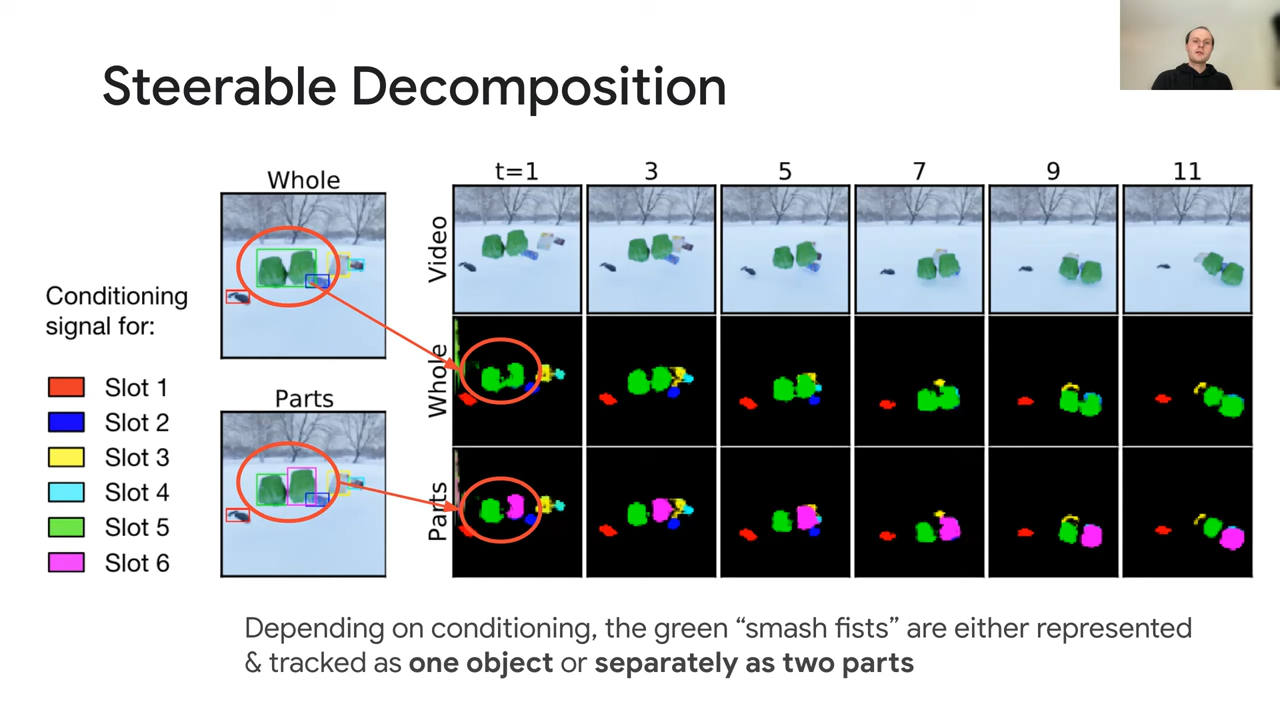 Steerable Decomposition
Whole
t=1 3 5 7 9 11
Video
Conditioning
signal for:
Whole
Slot 1
Parts
Slot 2
Slot 3
Slot 4
Parts
Slot 5
Slot 6
Depending on conditioning, the green “smash fists” are either represented
& tracked as one object or separately as two parts